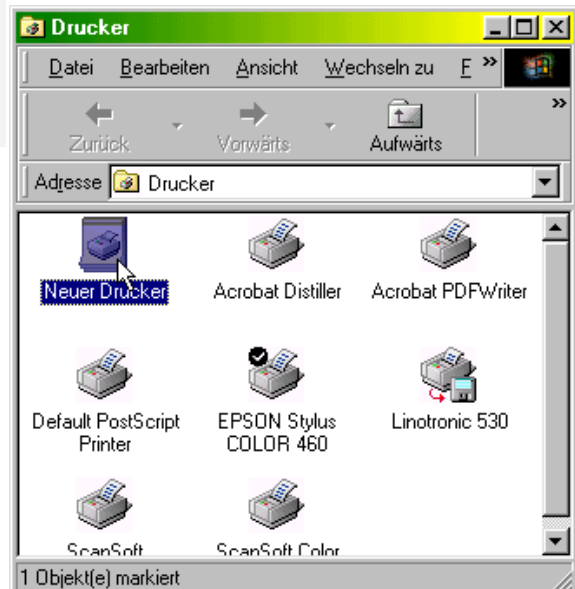 Drucker
Datei Bearbeiten Ansicht Wechseln zu F »
Zurück Vorwärts Aufwärts »
Adresse Drucker
Neuer Drucker Acrobat Distiller Acrobat PDFWriter
Default PostScript EPSON Stylus Linotronic 530
Printer COLOR 460
ScanSoft ScanSoft Color
1 Objekt(e) markiert